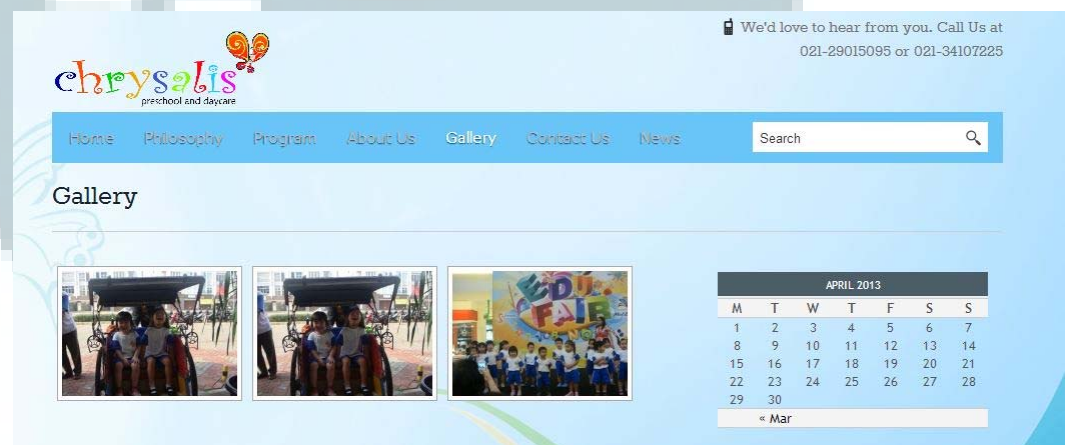 We'd love to hear from you. Call Us at
021-29015095 or 021-34107225
chrysalis
preschool and daycare
Home Philosophy Program About Us Gallery Contact Us News Search
Gallery
EDU
FAIR
APRIL 2013
M T W T F S S
1 2 3 4 5 6 7
8 9 10 11 12 13 14
15 16 17 18 19 20 21
22 23 24 25 26 27 28
29 30
« Mar